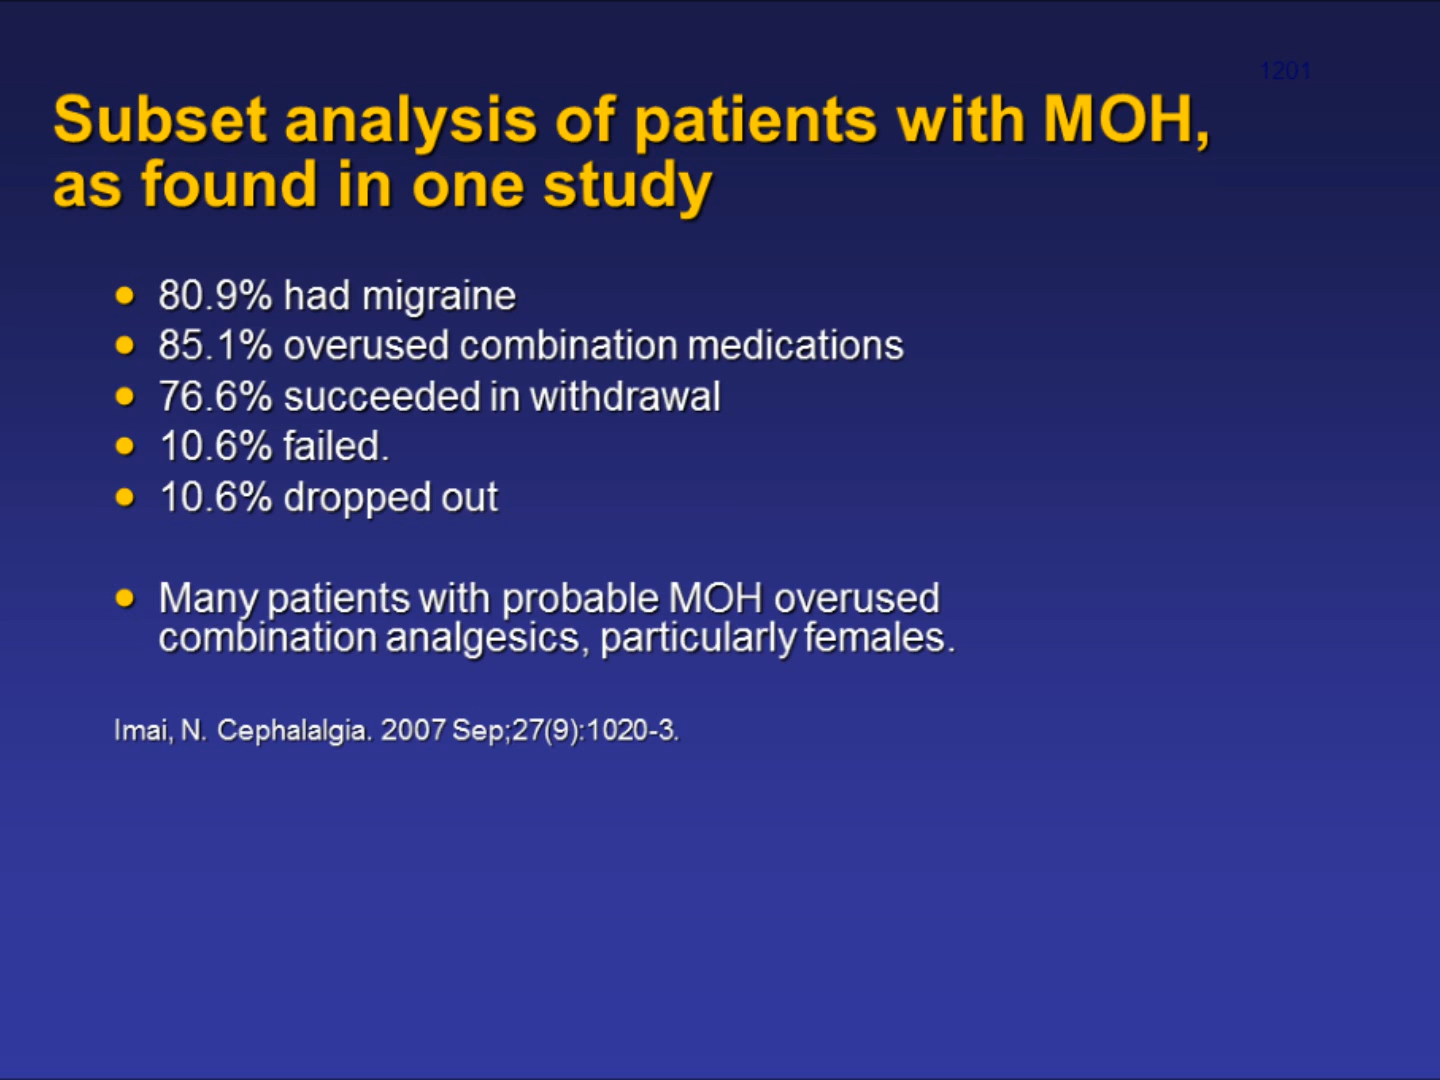 1201
Subset analysis of patients with MOH,
as found in one study
• 80.9% had migraine
• 85.1% overused combination medications
• 76.6% succeeded in withdrawal
• 10.6% failed.
• 10.6% dropped out
• Many patients with probable MOH overused
combination analgesics, particularly females.
Imai, N. Cephalalgia. 2007 Sep;27(9):1020-3.